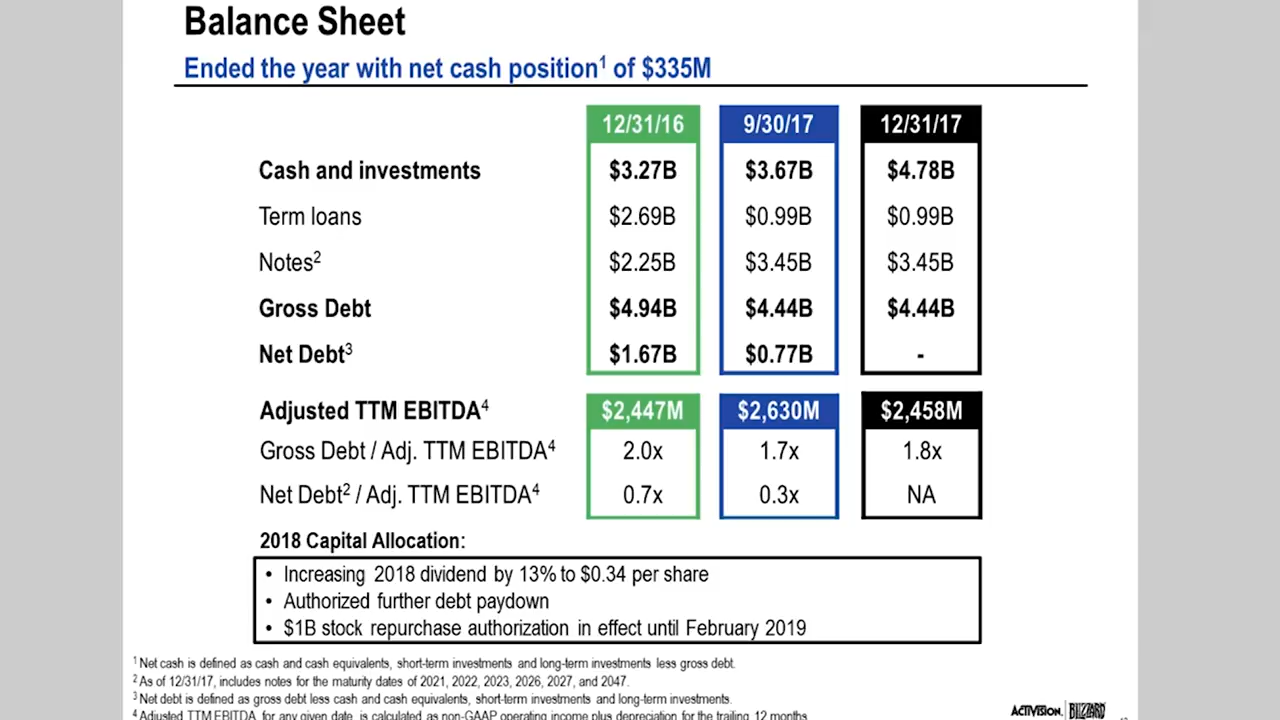 Balance Sheet
Ended the year with net cash position1 of $335M
12/31/16 9/30/17 12/31/17
Cash and investments $3.27B $3.67B $4.78B
Term loans $2.69B $0.99B $0.99B
Notes2 $2.25B $3.45B $3.45B
Gross Debt $4.94B $4.44B $4.44B
Net Debt3 $1.67B $0.77B -
Adjusted TTM EBITDA4 $2,447M $2,630M $2,458M
Gross Debt / Adj. TTM EBITDA4 2.0x 1.7x 1.8x
Net Debt2 / Adj. TTM EBITDA4 0.7x 0.3x NA
2018 Capital Allocation:
• Increasing 2018 dividend by 13% to $0.34 per share
• Authorized further debt paydown
• $1B stock repurchase authorization in effect until February 2019
1 Net cash is defined as cash and cash equivalents, short-term investments and long-term investments less gross debt.
2 As of 12/31/17, includes notes for the maturity dates of 2021, 2022, 2023, 2026, 2027, and 2047.
3 Net debt is defined as gross debt less cash and cash equivalents, short-term investments and long-term investments.
4 Adjusted TTM EBITDA for any given date is calculated as non-GAAP operating income plus depreciation for the trailing 12 months
ACTIVISION BLIZZARD